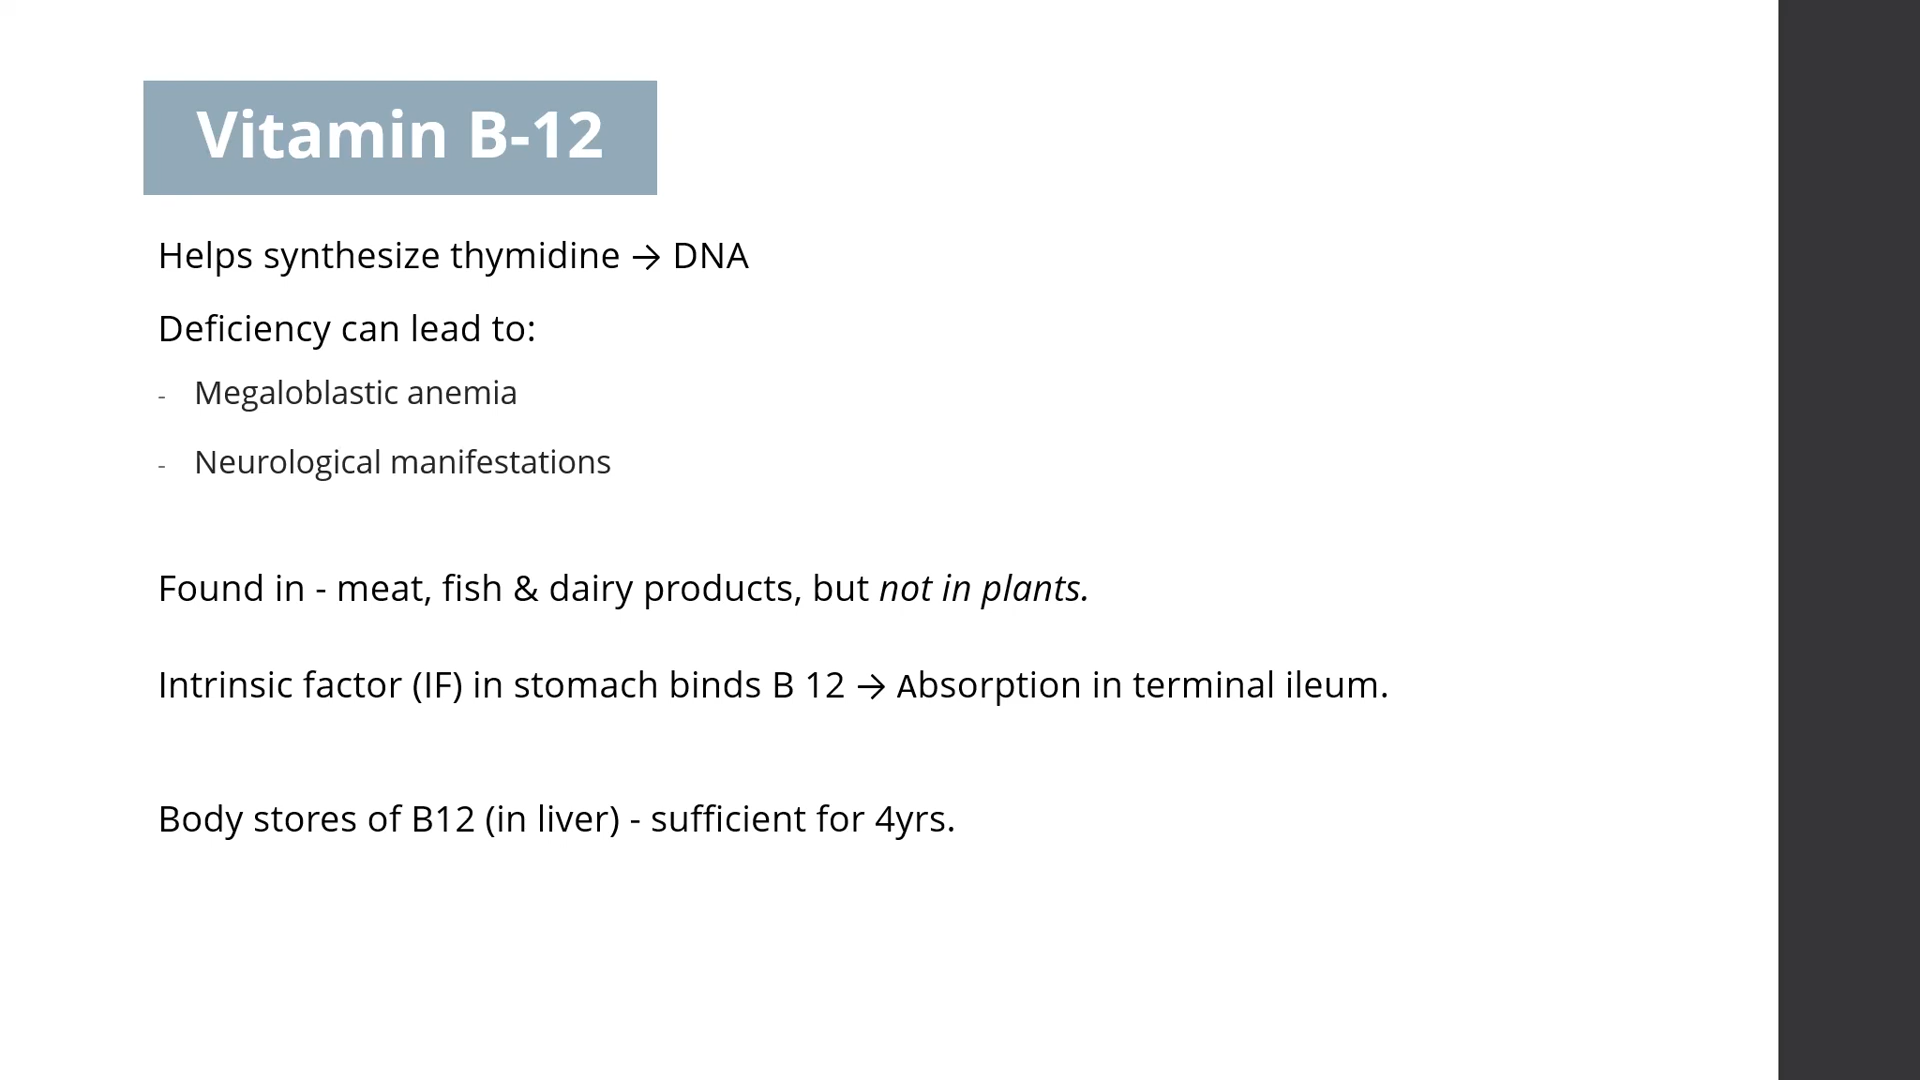 Vitamin B-12
Helps synthesize thymidine → DNA
Deficiency can lead to:
- Megaloblastic anemia
- Neurological manifestations
Found in - meat, fish & dairy products, but not in plants.
Intrinsic factor (IF) in stomach binds B 12 → Absorption in terminal ileum.
Body stores of B12 (in liver) - sufficient for 4yrs.